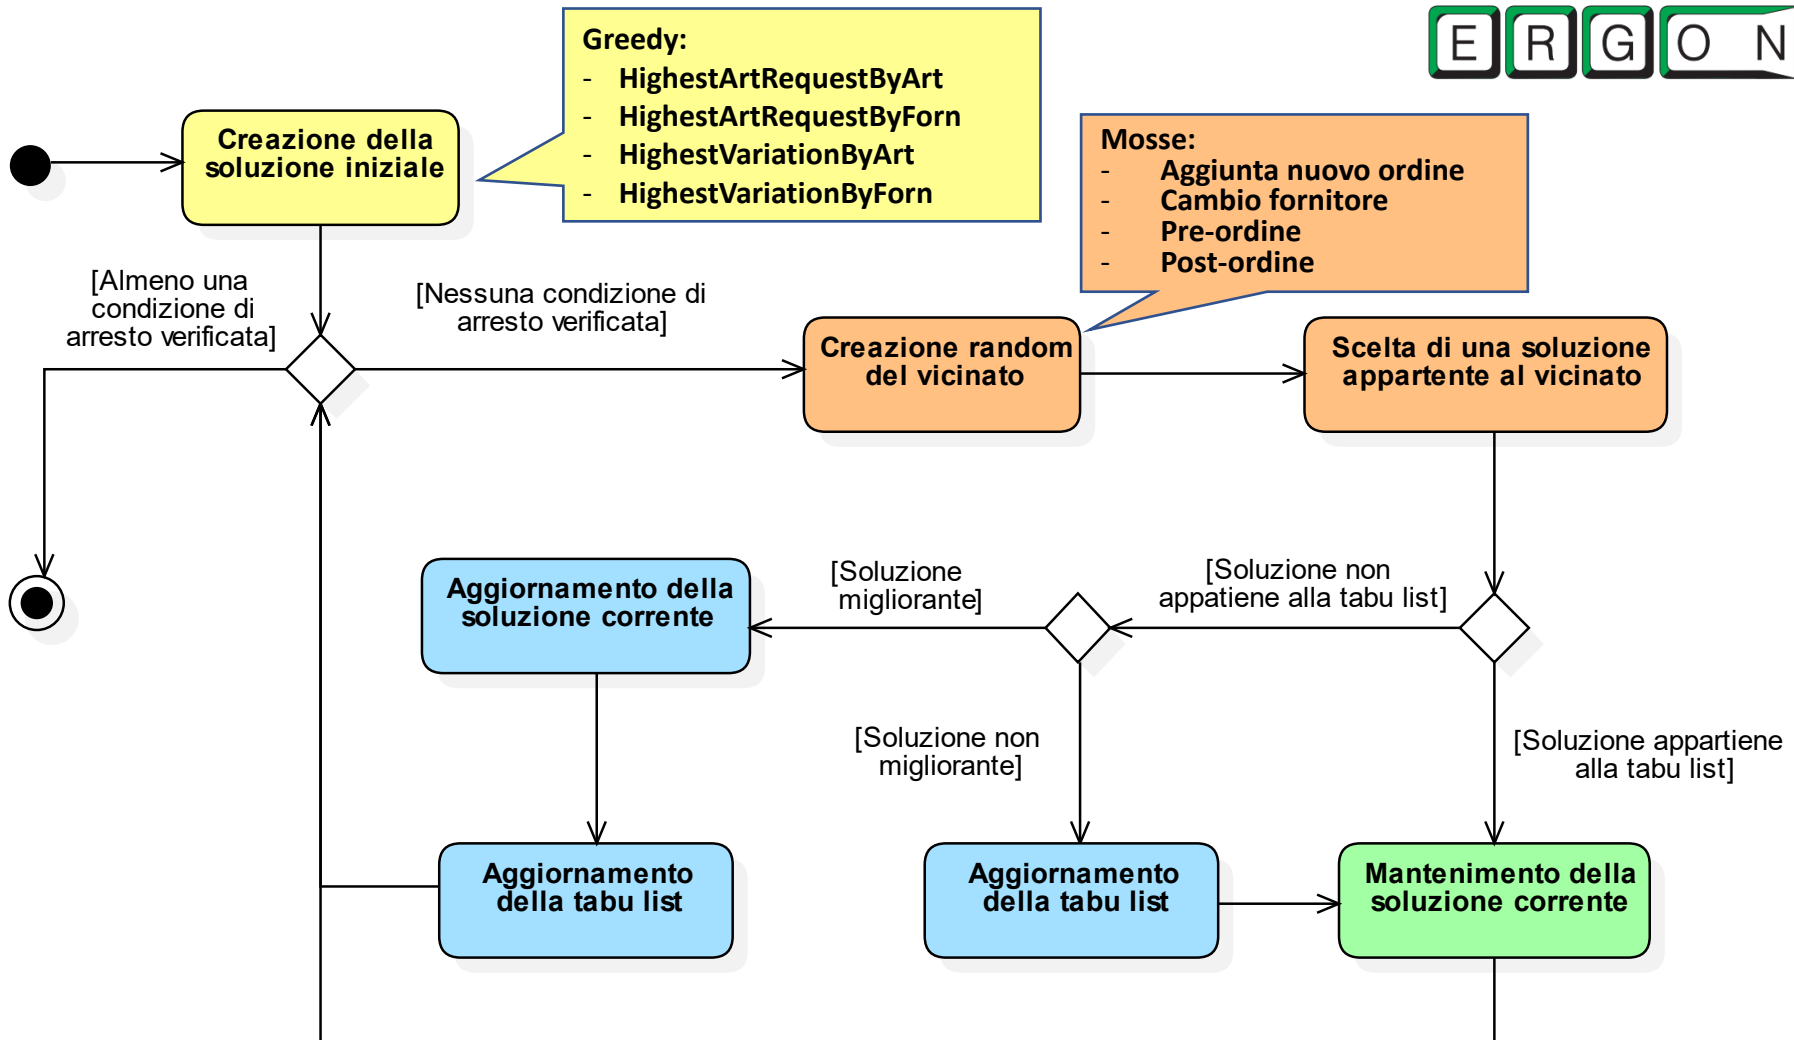 ERGON
Greedy:
- HighestArtRequestByArt
- HighestArtRequestByForn
- HighestVariationByArt
- HighestVariationByForn
Creazione della
soluzione iniziale
Mosse:
- Aggiunta nuovo ordine
- Cambio fornitore
- Pre-ordine
- Post-ordine
[Almeno una
condizione di
arresto verificata]
[Nessuna condizione di
arresto verificata]
Creazione random
del vicinato
Scelta di una soluzione
appartente al vicinato
Aggiornamento della
soluzione corrente
[Soluzione
migliorante]
[Soluzione non
appatiene alla tabu list]
[Soluzione non
migliorante]
[Soluzione appartiene
alla tabu list]
Aggiornamento
della tabu list
Aggiornamento
della tabu list
Mantenimento della
soluzione corrente